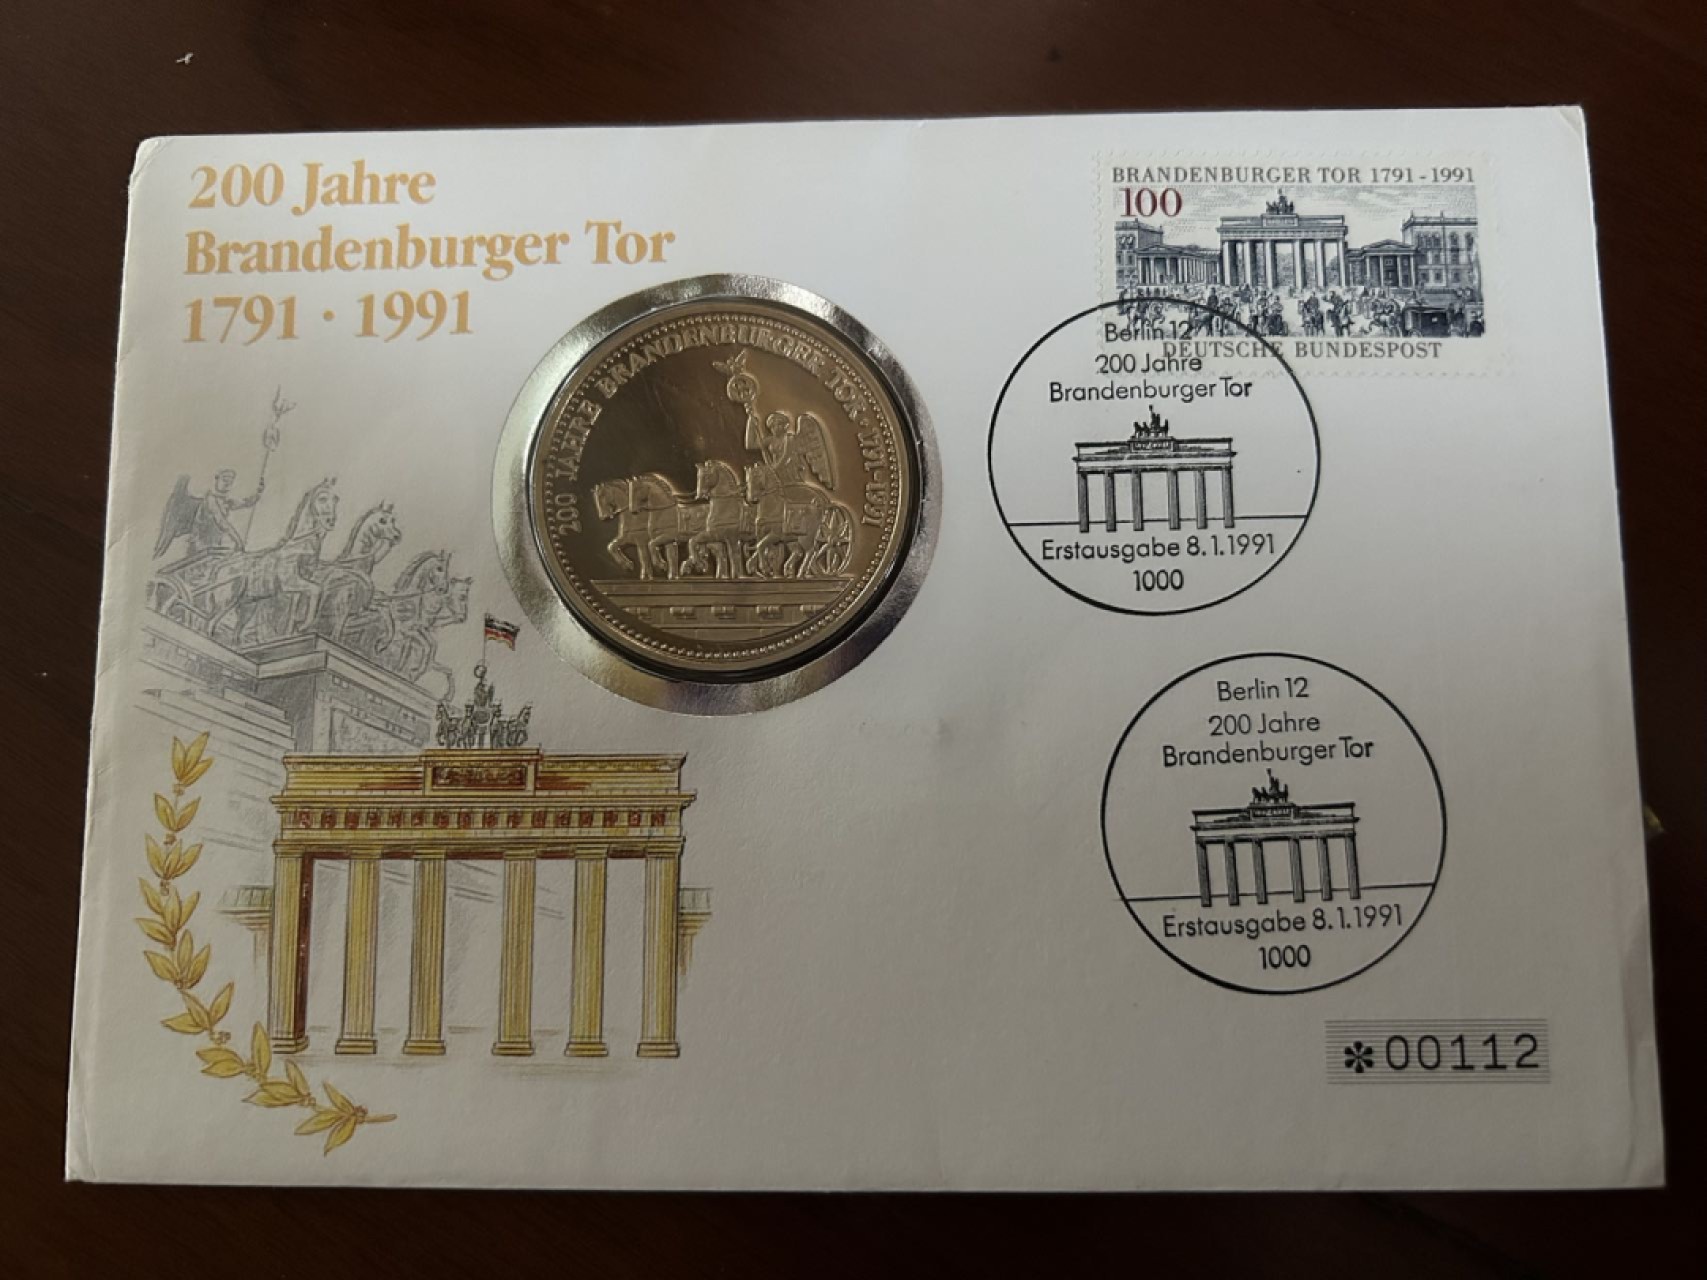 200 Jahre
Brandenburger Tor
1791 · 1991
200 JAHRE BRANDENBURGER TOR · 1791-1991
BRANDENBURGER TOR 1791 - 1991
100
DEUTSCHE BUNDESPOST
Berlin 12
200 Jahre
Brandenburger Tor
Erstausgabe 8.1.1991
1000
Berlin 12
200 Jahre
Brandenburger Tor
Erstausgabe 8.1.1991
1000
*00112